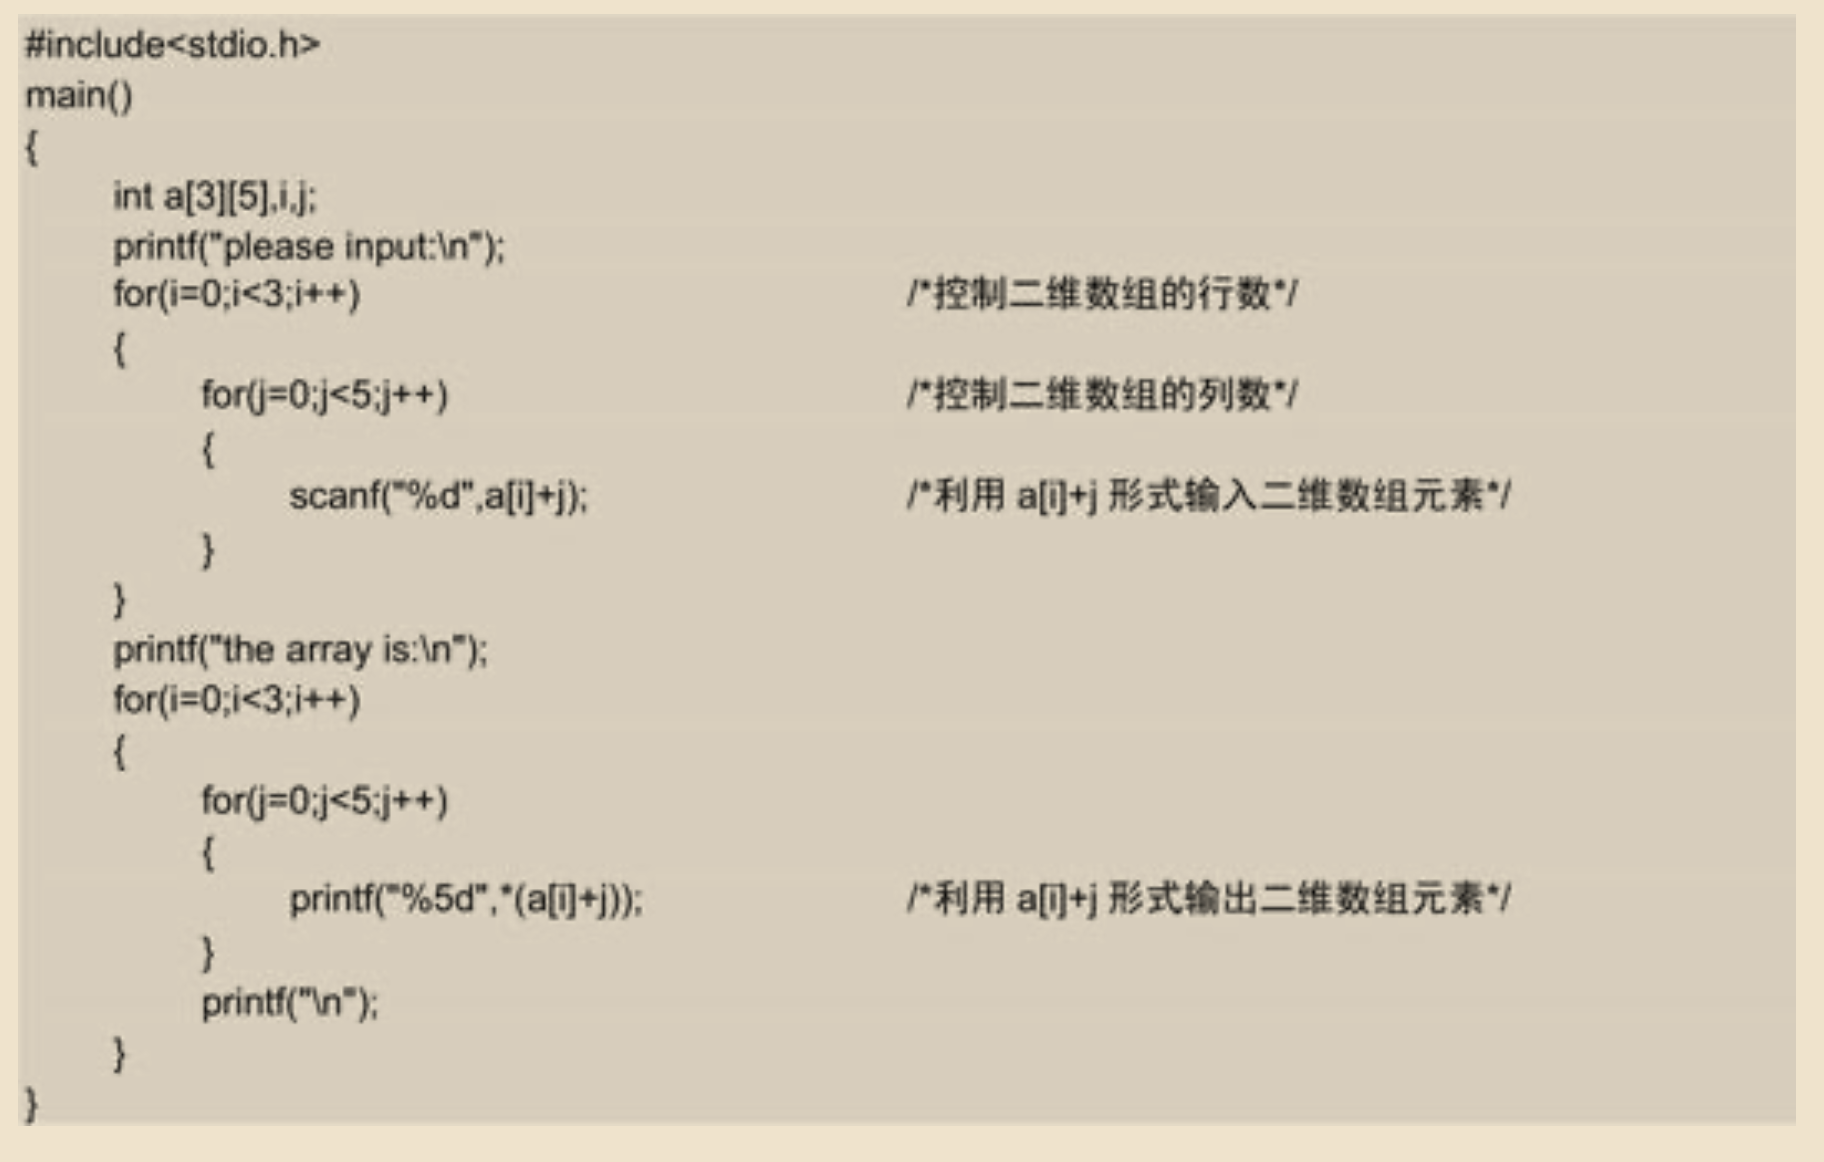 #include<stdio.h>
main()
{
int a[3][5],i,j;
printf("please input:\n");
for(i=0;i<3;i++) /*控制二维数组的行数*/
{
for(j=0;j<5;j++) /*控制二维数组的列数*/
{
scanf("%d",a[i]+j); /*利用 a[i]+j 形式输入二维数组元素*/
}
}
printf("the array is:\n");
for(i=0;i<3;i++)
{
for(j=0;j<5;j++)
{
printf("%5d",*(a[i]+j)); /*利用 a[i]+j 形式输出二维数组元素*/
}
printf("\n");
}
}